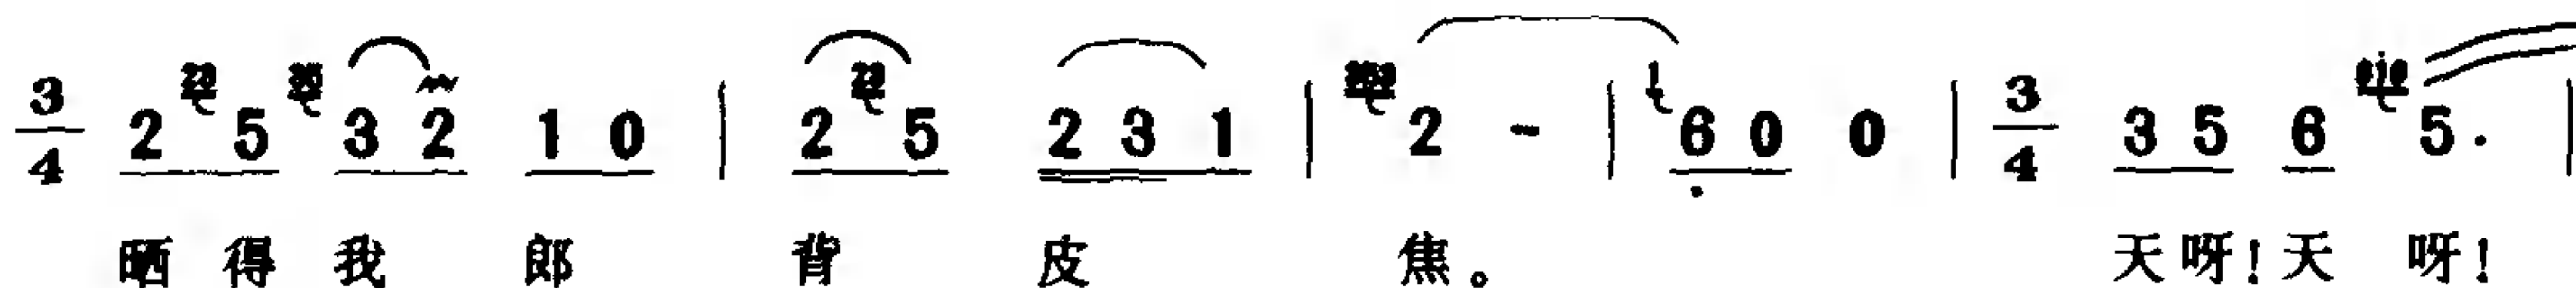 3/4 2 5 3 2 1 0 | 2 5 2 3 1 | 2 - | 6 0 0 | 3/4 3 5 6 5. |
晒得我郎背皮焦。天呀!天呀!